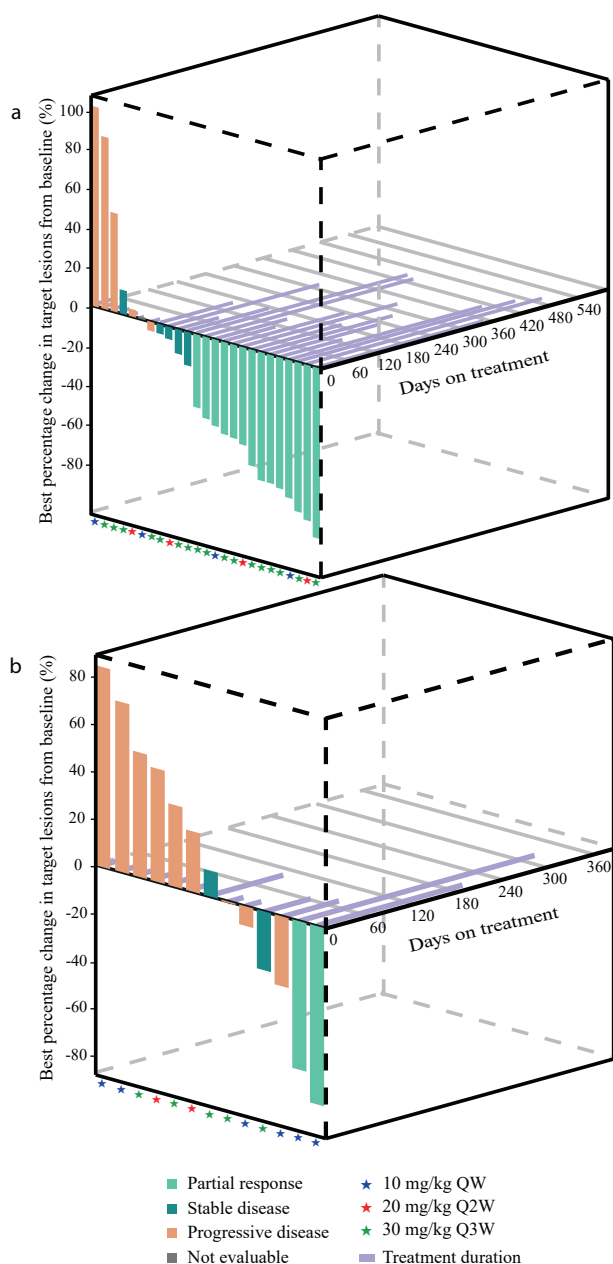 a
Best percentage change in target lesions from baseline (%)
100
80
60
40
20
0
-20
-40
-60
-80
0
60
120
180
240
300
360
420
480
540
Days on treatment
b
Best percentage change in target lesions from baseline (%)
80
60
40
20
0
-20
-40
-60
-80
0
60
120
180
240
300
360
Days on treatment
Partial response
Stable disease
Progressive disease
Not evaluable
10 mg/kg QW
20 mg/kg Q2W
30 mg/kg Q3W
Treatment duration